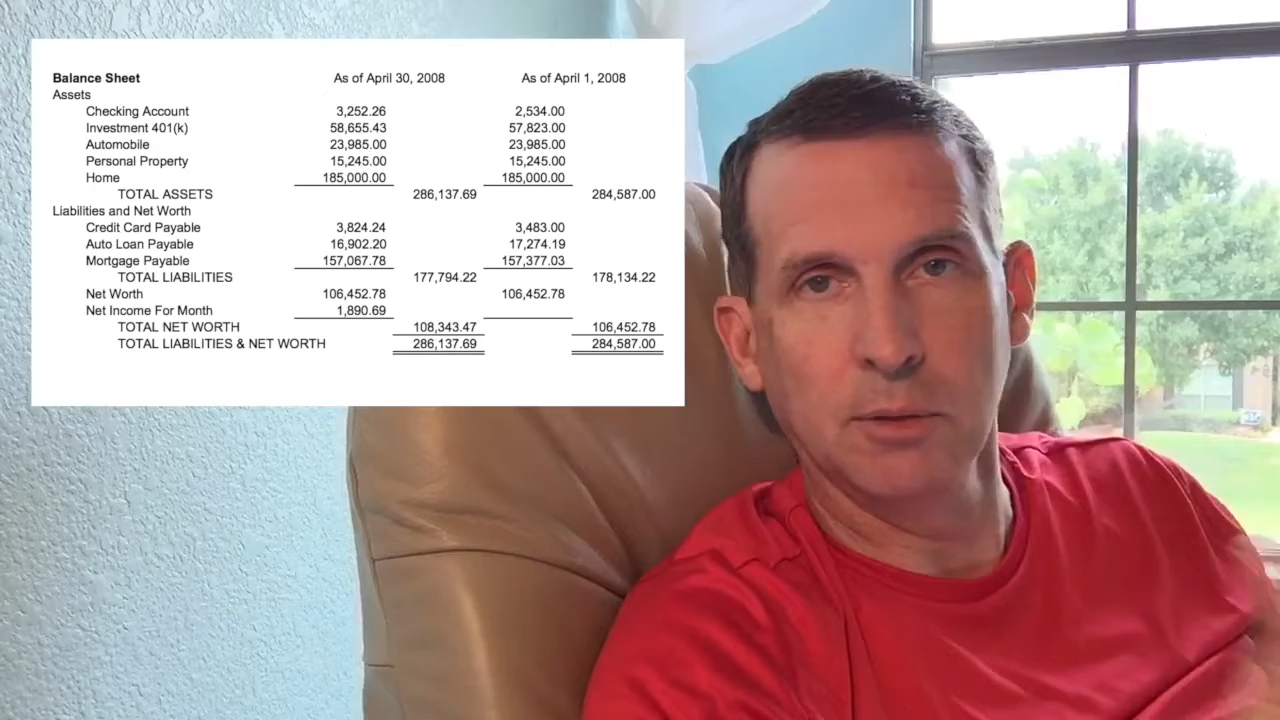 Balance Sheet As of April 30, 2008 As of April 1, 2008
Assets
Checking Account 3,252.26 2,534.00
Investment 401(k) 58,655.43 57,823.00
Automobile 23,985.00 23,985.00
Personal Property 15,245.00 15,245.00
Home 185,000.00 185,000.00
TOTAL ASSETS 286,137.69 284,587.00
Liabilities and Net Worth
Credit Card Payable 3,824.24 3,483.00
Auto Loan Payable 16,902.20 17,274.19
Mortgage Payable 157,067.78 157,377.03
TOTAL LIABILITIES 177,794.22 178,134.22
Net Worth 106,452.78 106,452.78
Net Income For Month 1,890.69
TOTAL NET WORTH 108,343.47 106,452.78
TOTAL LIABILITIES & NET WORTH 286,137.69 284,587.00